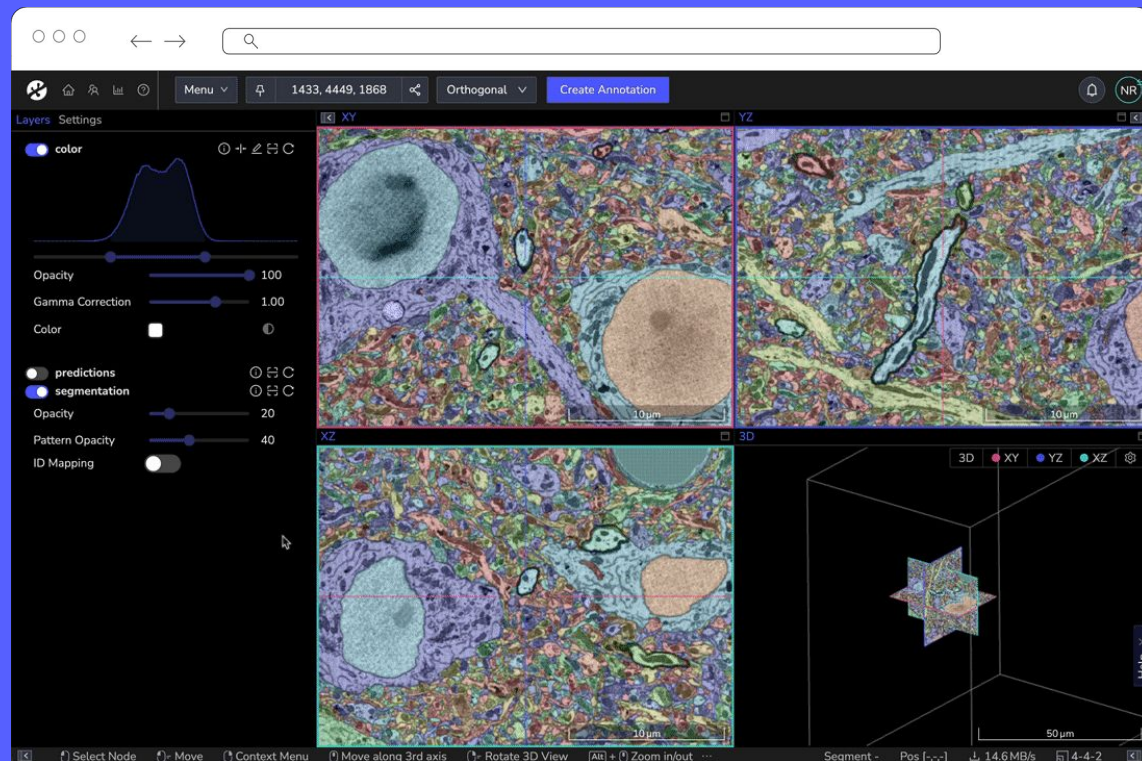 Menu 1433, 4449, 1868 Orthogonal Create Annotation NR
Layers Settings
color
Opacity 100
Gamma Correction 1.00
Color
predictions
segmentation
Opacity 20
Pattern Opacity 40
ID Mapping
XY
10 µm
YZ
10 µm
XZ
10 µm
3D
3D XY YZ XZ
50 µm
Select Node Move Context Menu Move along 3rd axis Rotate 3D View Alt + Zoom in/out ··· Segment - Pos [-,-,-] 14.6 MB/s 4-4-2